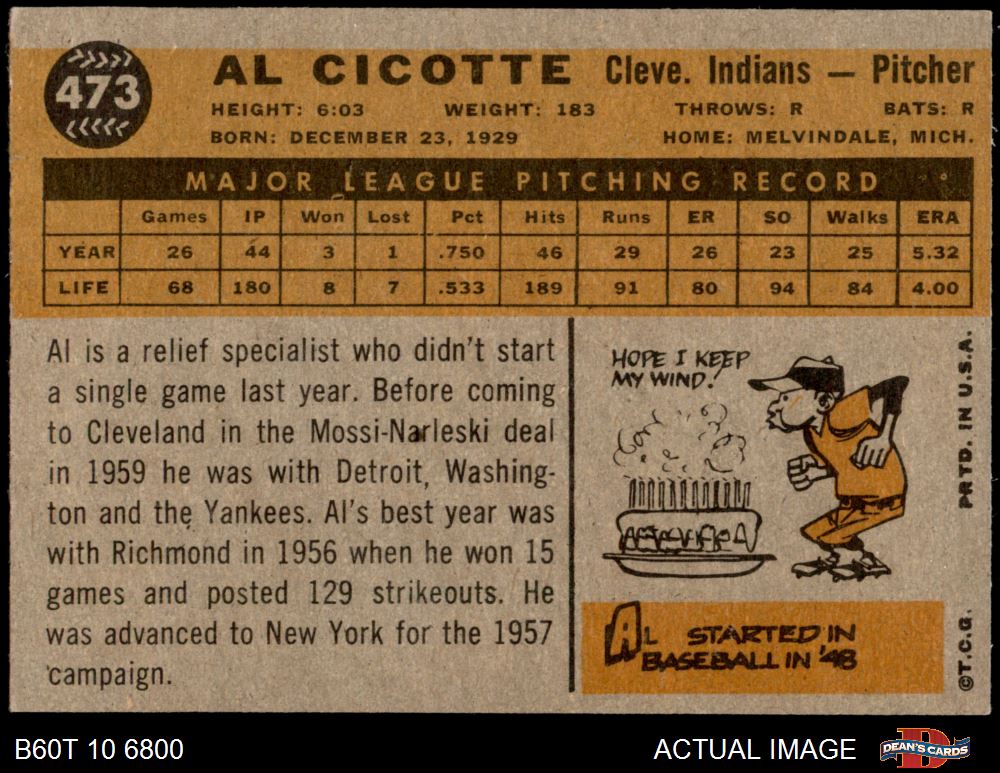 473
AL CICOTTE Cleve. Indians — Pitcher
HEIGHT: 6:03 WEIGHT: 183 THROWS: R BATS: R
BORN: DECEMBER 23, 1929 HOME: MELVINDALE, MICH.
MAJOR LEAGUE PITCHING RECORD
Games IP Won Lost Pct Hits Runs ER SO Walks ERA
YEAR 26 44 3 1 .750 46 29 26 23 25 5.32
LIFE 68 180 8 7 .533 189 91 80 94 84 4.00
Al is a relief specialist who didn't start
a single game last year. Before coming
to Cleveland in the Mossi-Narleski deal
in 1959 he was with Detroit, Washing-
ton and the Yankees. Al's best year was
with Richmond in 1956 when he won 15
games and posted 129 strikeouts. He
was advanced to New York for the 1957
campaign.
HOPE I KEEP
MY WIND!
AL STARTED IN
BASEBALL IN '48
PRTD. IN U.S.A.
©T.C.G.
B60T 10 6800
ACTUAL IMAGE
DEAN'S CARDS